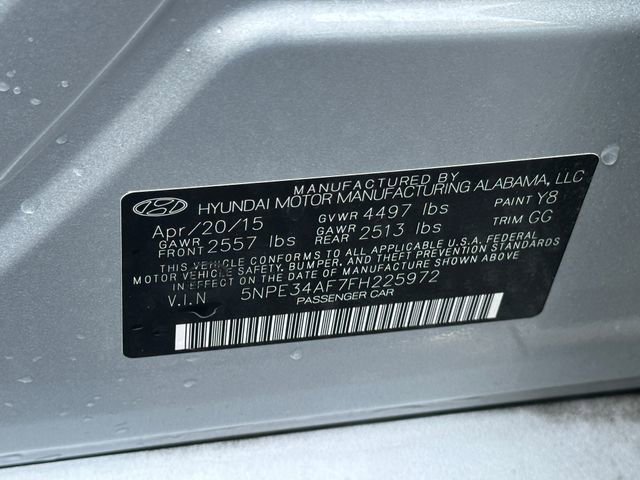 MANUFACTURED BY
HYUNDAI MOTOR MANUFACTURING ALABAMA, LLC
Apr/20/15 GVWR 4497 lbs PAINT Y8
GAWR FRONT 2557 lbs GAWR REAR 2513 lbs TRIM GG
THIS VEHICLE CONFORMS TO ALL APPLICABLE U.S.A. FEDERAL
MOTOR VEHICLE SAFETY, BUMPER, AND THEFT PREVENTION STANDARDS
IN EFFECT ON THE DATE OF MANUFACTURE SHOWN ABOVE.
V.I.N 5NPE34AF7FH225972
PASSENGER CAR